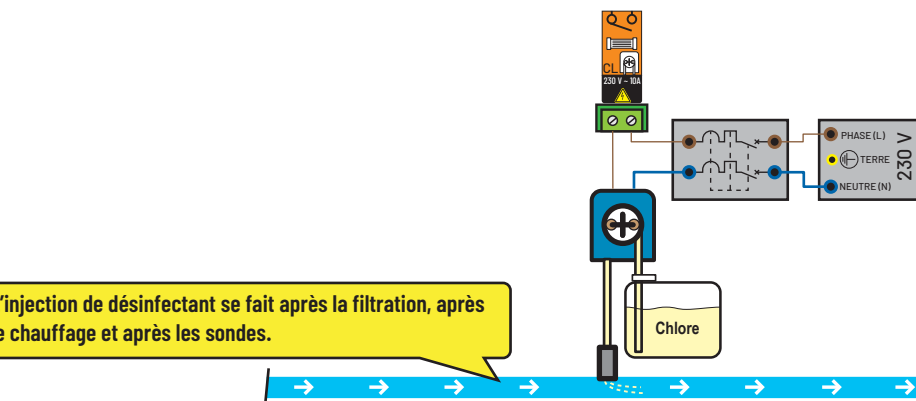 CL
230 V ~ 10A
PHASE (L)
TERRE
NEUTRE (N)
230 V
'injection de désinfectant se fait après la filtration, après
e chauffage et après les sondes.
Chlore